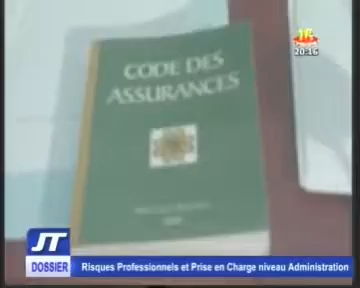 20:16
CODE DES
ASSURANCES
JT
DOSSIER
Risques Professionnels et Prise en Charge niveau Administration